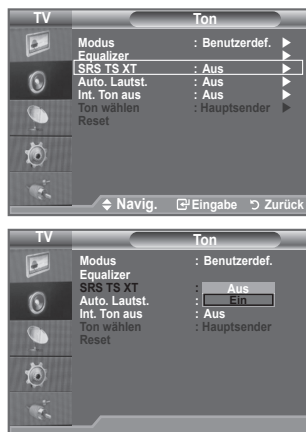 TV Ton
Modus : Benutzerdef.
Equalizer
SRS TS XT : Aus
Auto. Lautst. : Aus
Int. Ton aus : Aus
Ton wählen : Hauptsender
Reset
Navig. Eingabe Zurück
TV Ton
Modus : Benutzerdef.
Equalizer
SRS TS XT : Aus
Auto. Lautst. : Ein
Int. Ton aus : Aus
Ton wählen : Hauptsender
Reset